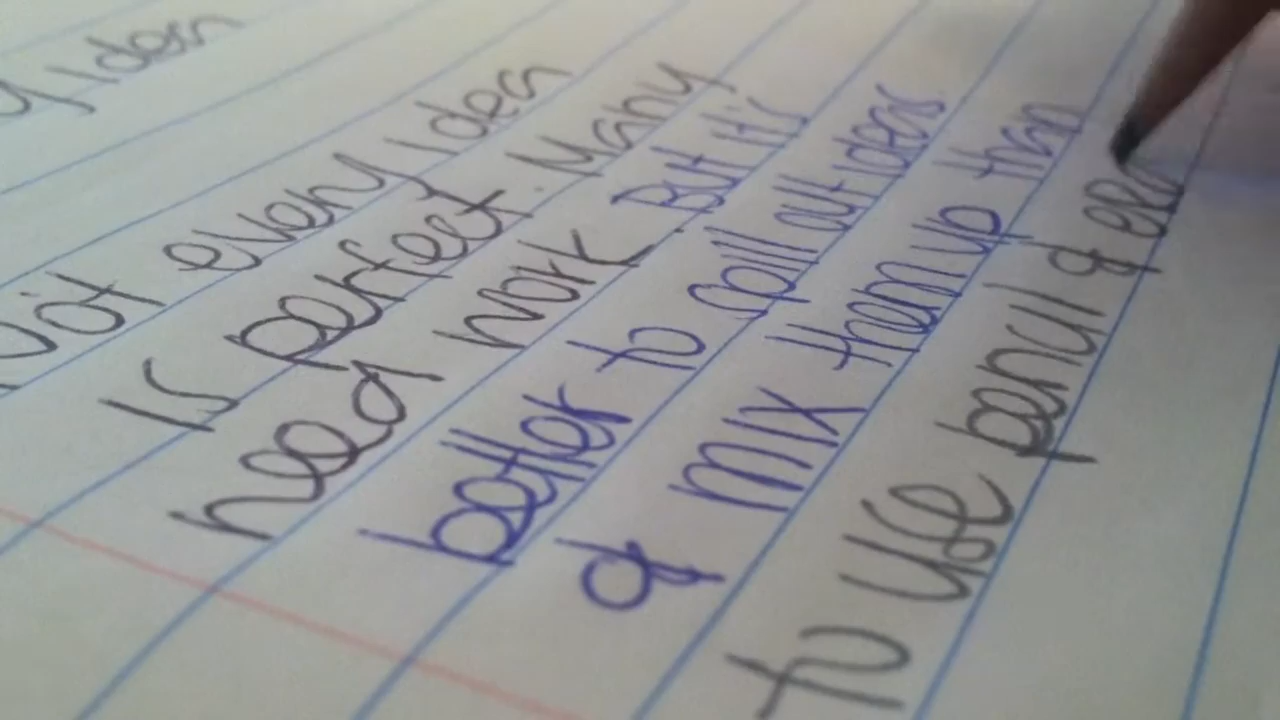 y idea
Not every idea
is perfect. Many
need work. But it's
better to spill out ideas
& mix them up than
to use pencil & era